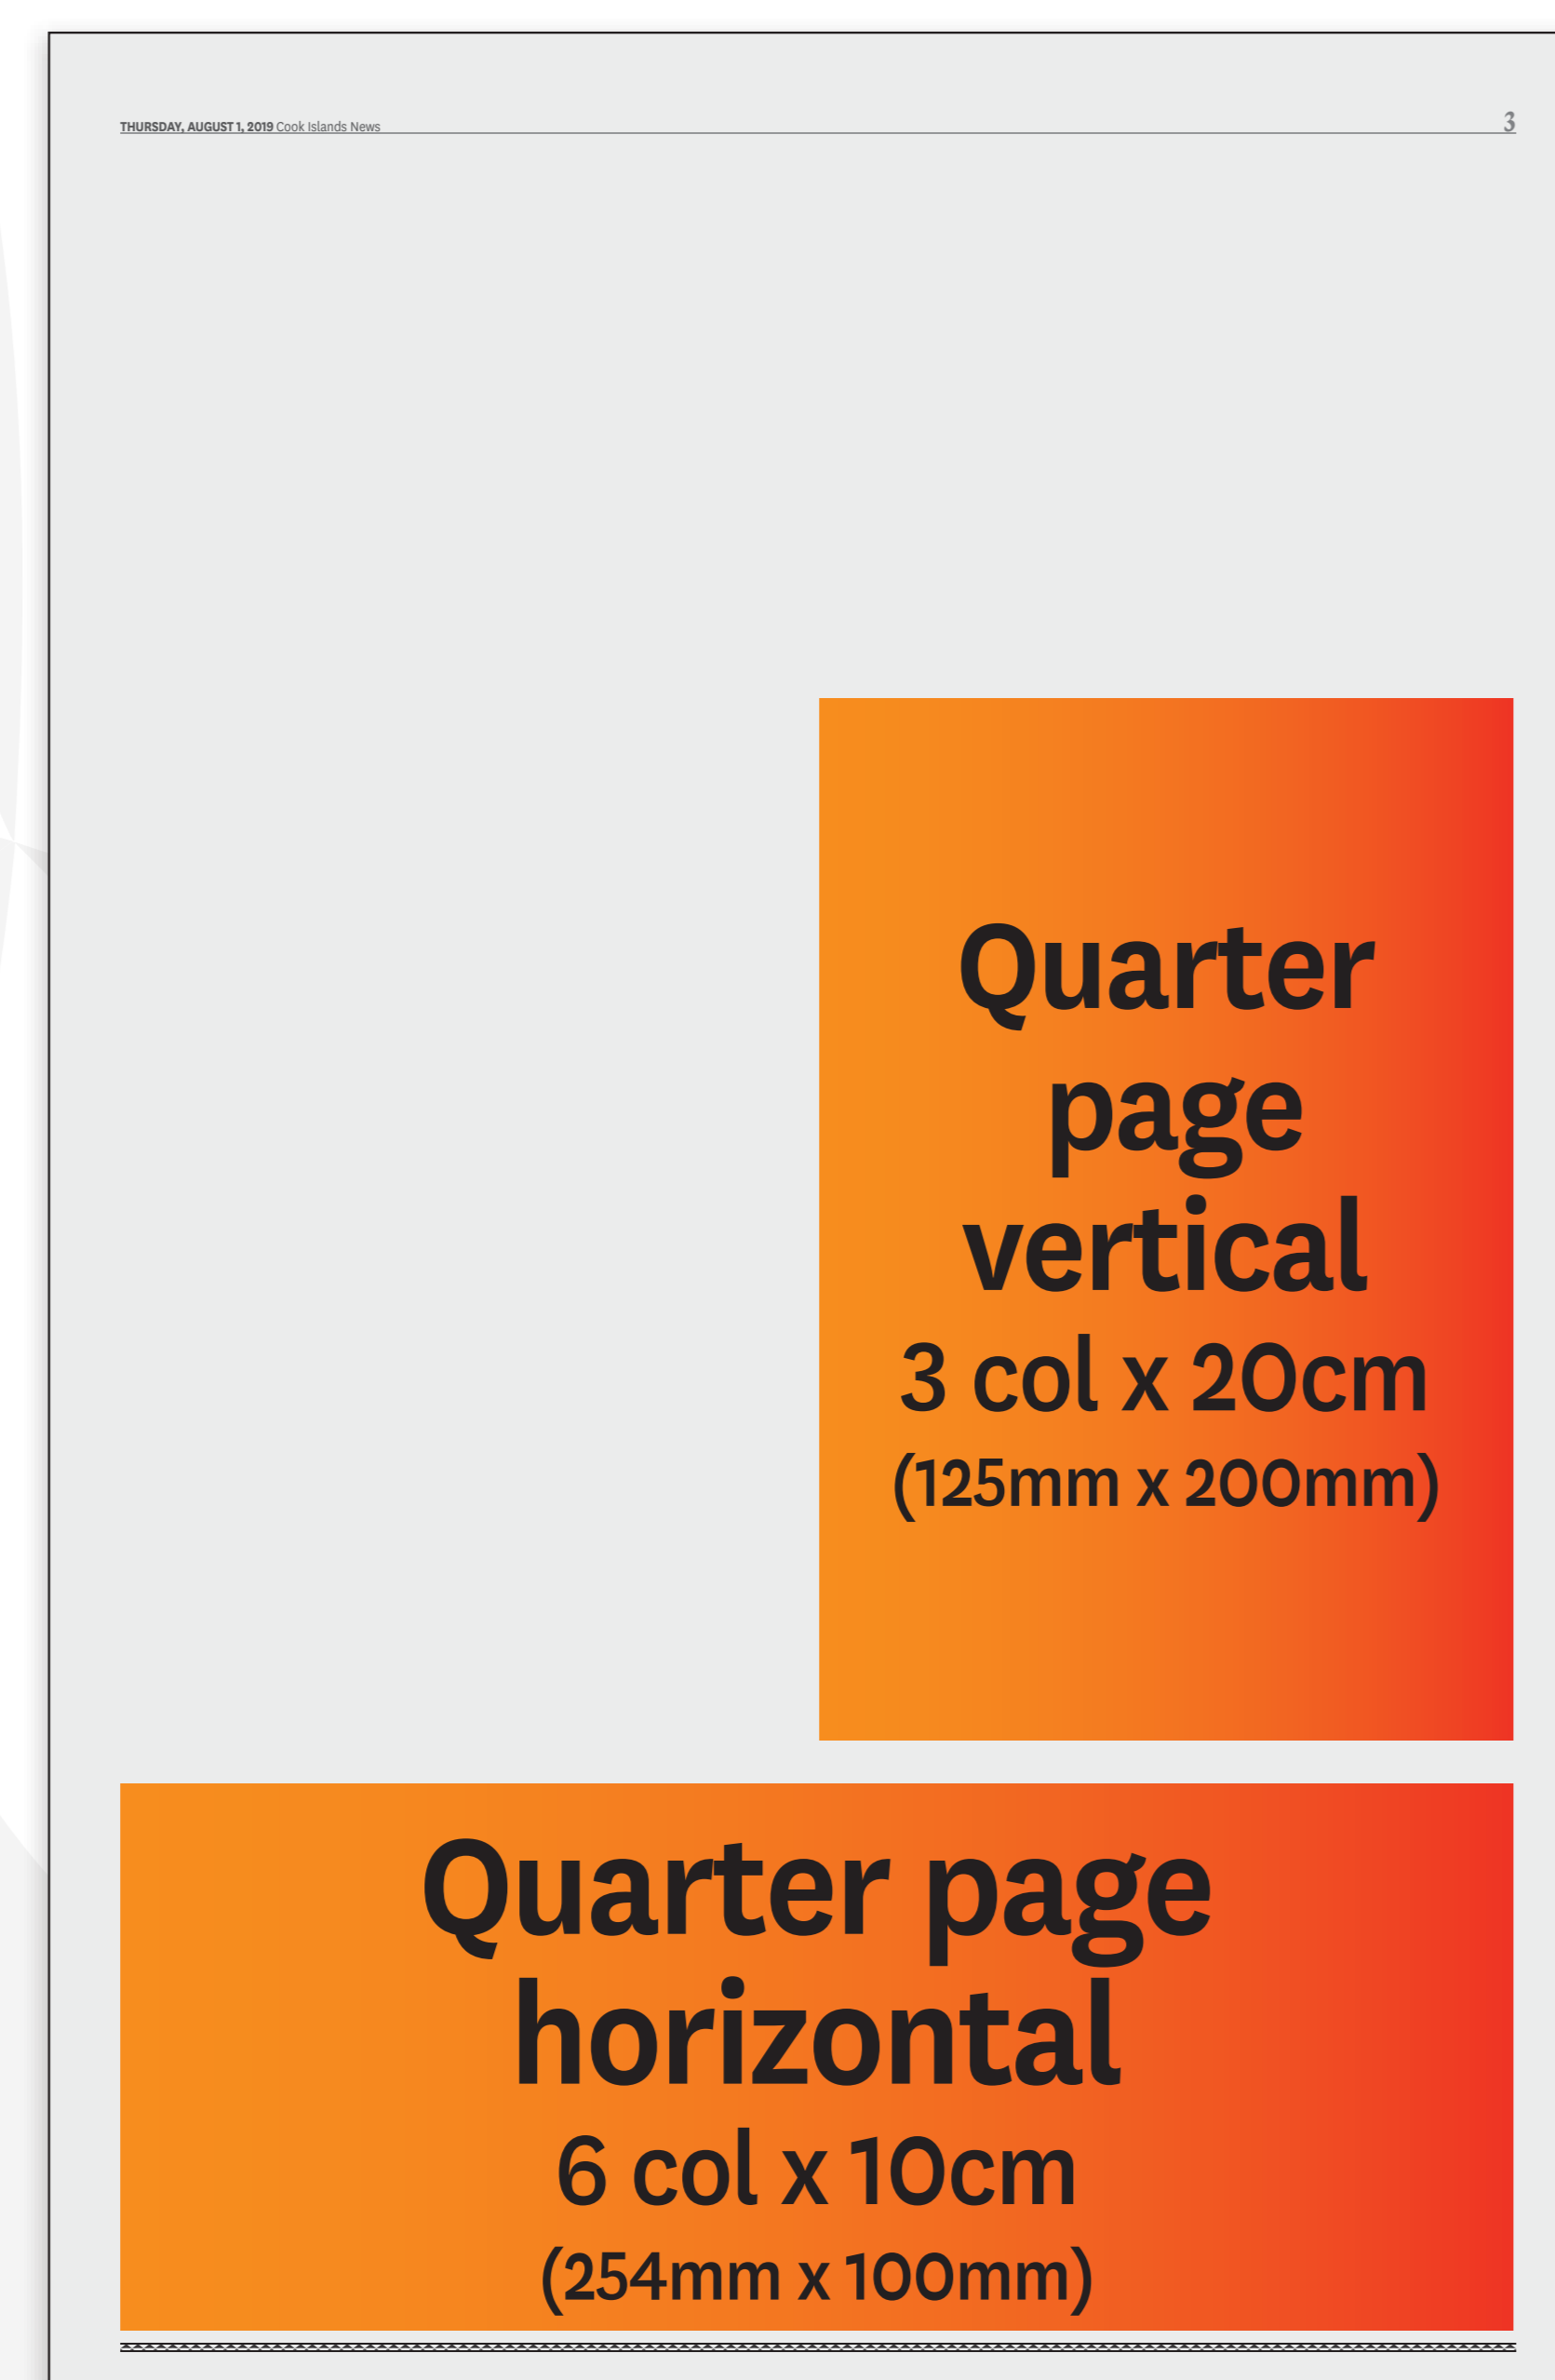 THURSDAY, AUGUST 1, 2019 Cook Islands News 3
Quarter
page
vertical
3 col x 20cm
(125mm x 200mm)
Quarter page
horizontal
6 col x 10cm
(254mm x 100mm)